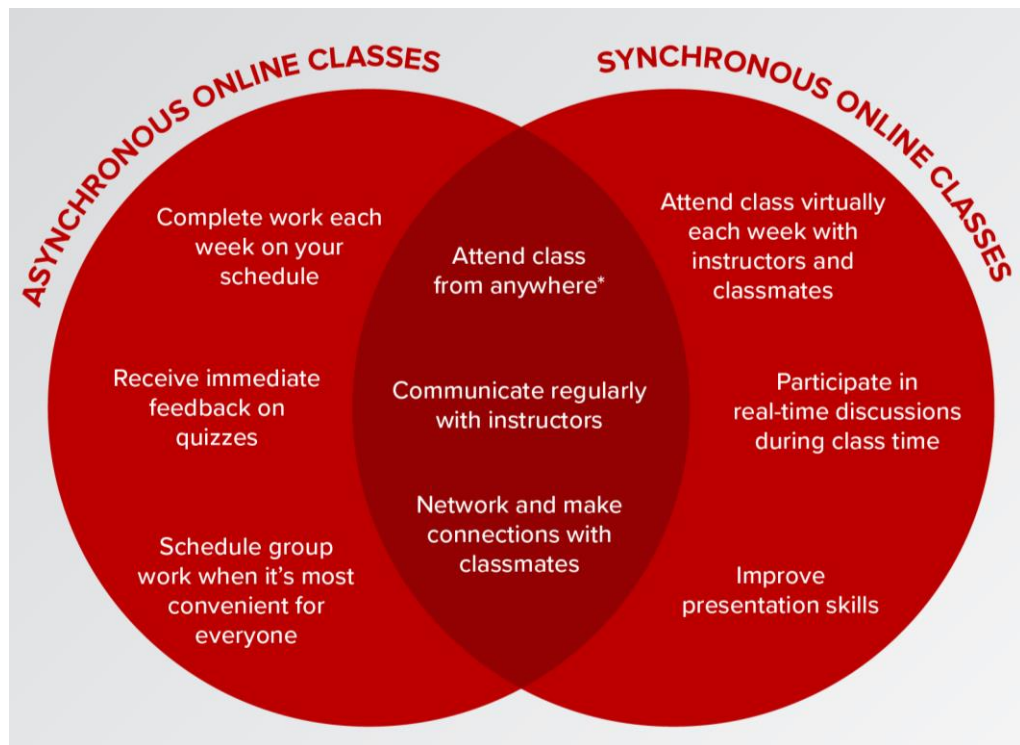 ASYNCHRONOUS ONLINE CLASSES
SYNCHRONOUS ONLINE CLASSES
Complete work each
week on your
schedule
Receive immediate
feedback on
quizzes
Schedule group
work when it’s most
convenient for
everyone
Attend class
from anywhere*
Communicate regularly
with instructors
Network and make
connections with
classmates
Attend class virtually
each week with
instructors and
classmates
Participate in
real-time discussions
during class time
Improve
presentation skills